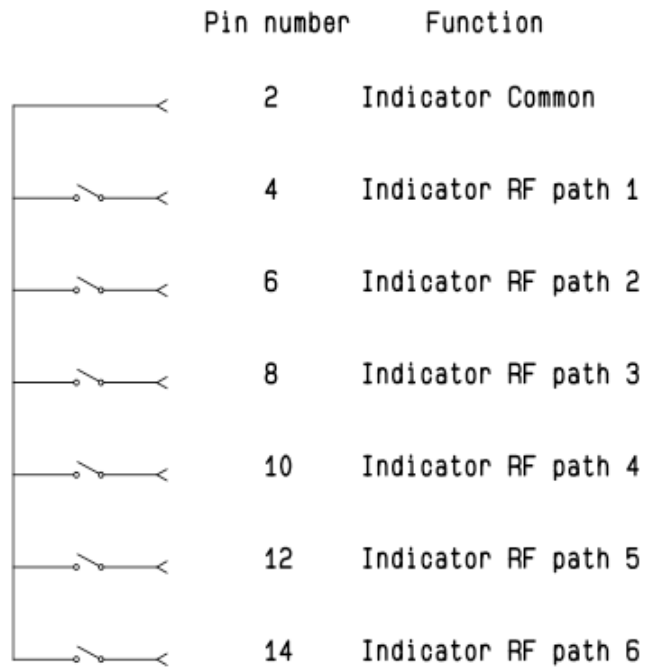 Pin number Function
2 Indicator Common
4 Indicator RF path 1
6 Indicator RF path 2
8 Indicator RF path 3
10 Indicator RF path 4
12 Indicator RF path 5
14 Indicator RF path 6